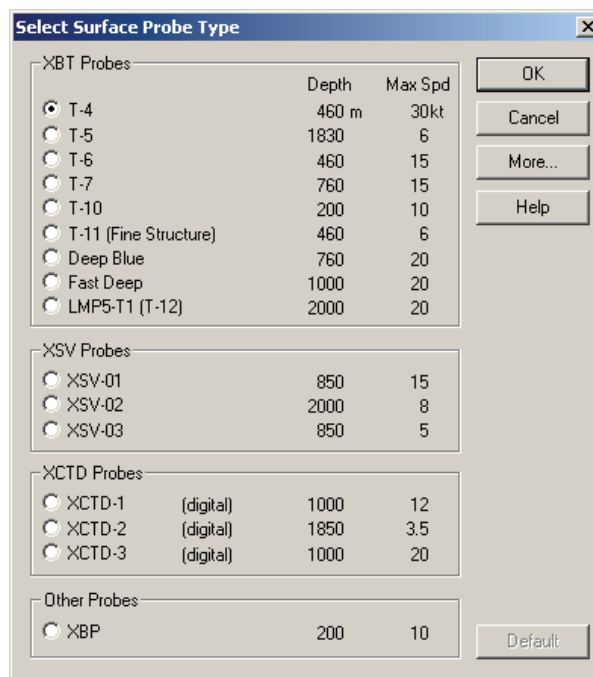 Select Surface Probe Type
XBT Probes
Depth Max Spd
T-4 460 m 30kt
T-5 1830 6
T-6 460 15
T-7 760 15
T-10 200 10
T-11 (Fine Structure) 460 6
Deep Blue 760 20
Fast Deep 1000 20
LMP5-T1 (T-12) 2000 20
XSV Probes
XSV-01 850 15
XSV-02 2000 8
XSV-03 850 5
XCTD Probes
XCTD-1 (digital) 1000 12
XCTD-2 (digital) 1850 3.5
XCTD-3 (digital) 1000 20
Other Probes
XBP 200 10
OK
Cancel
More...
Help
Default